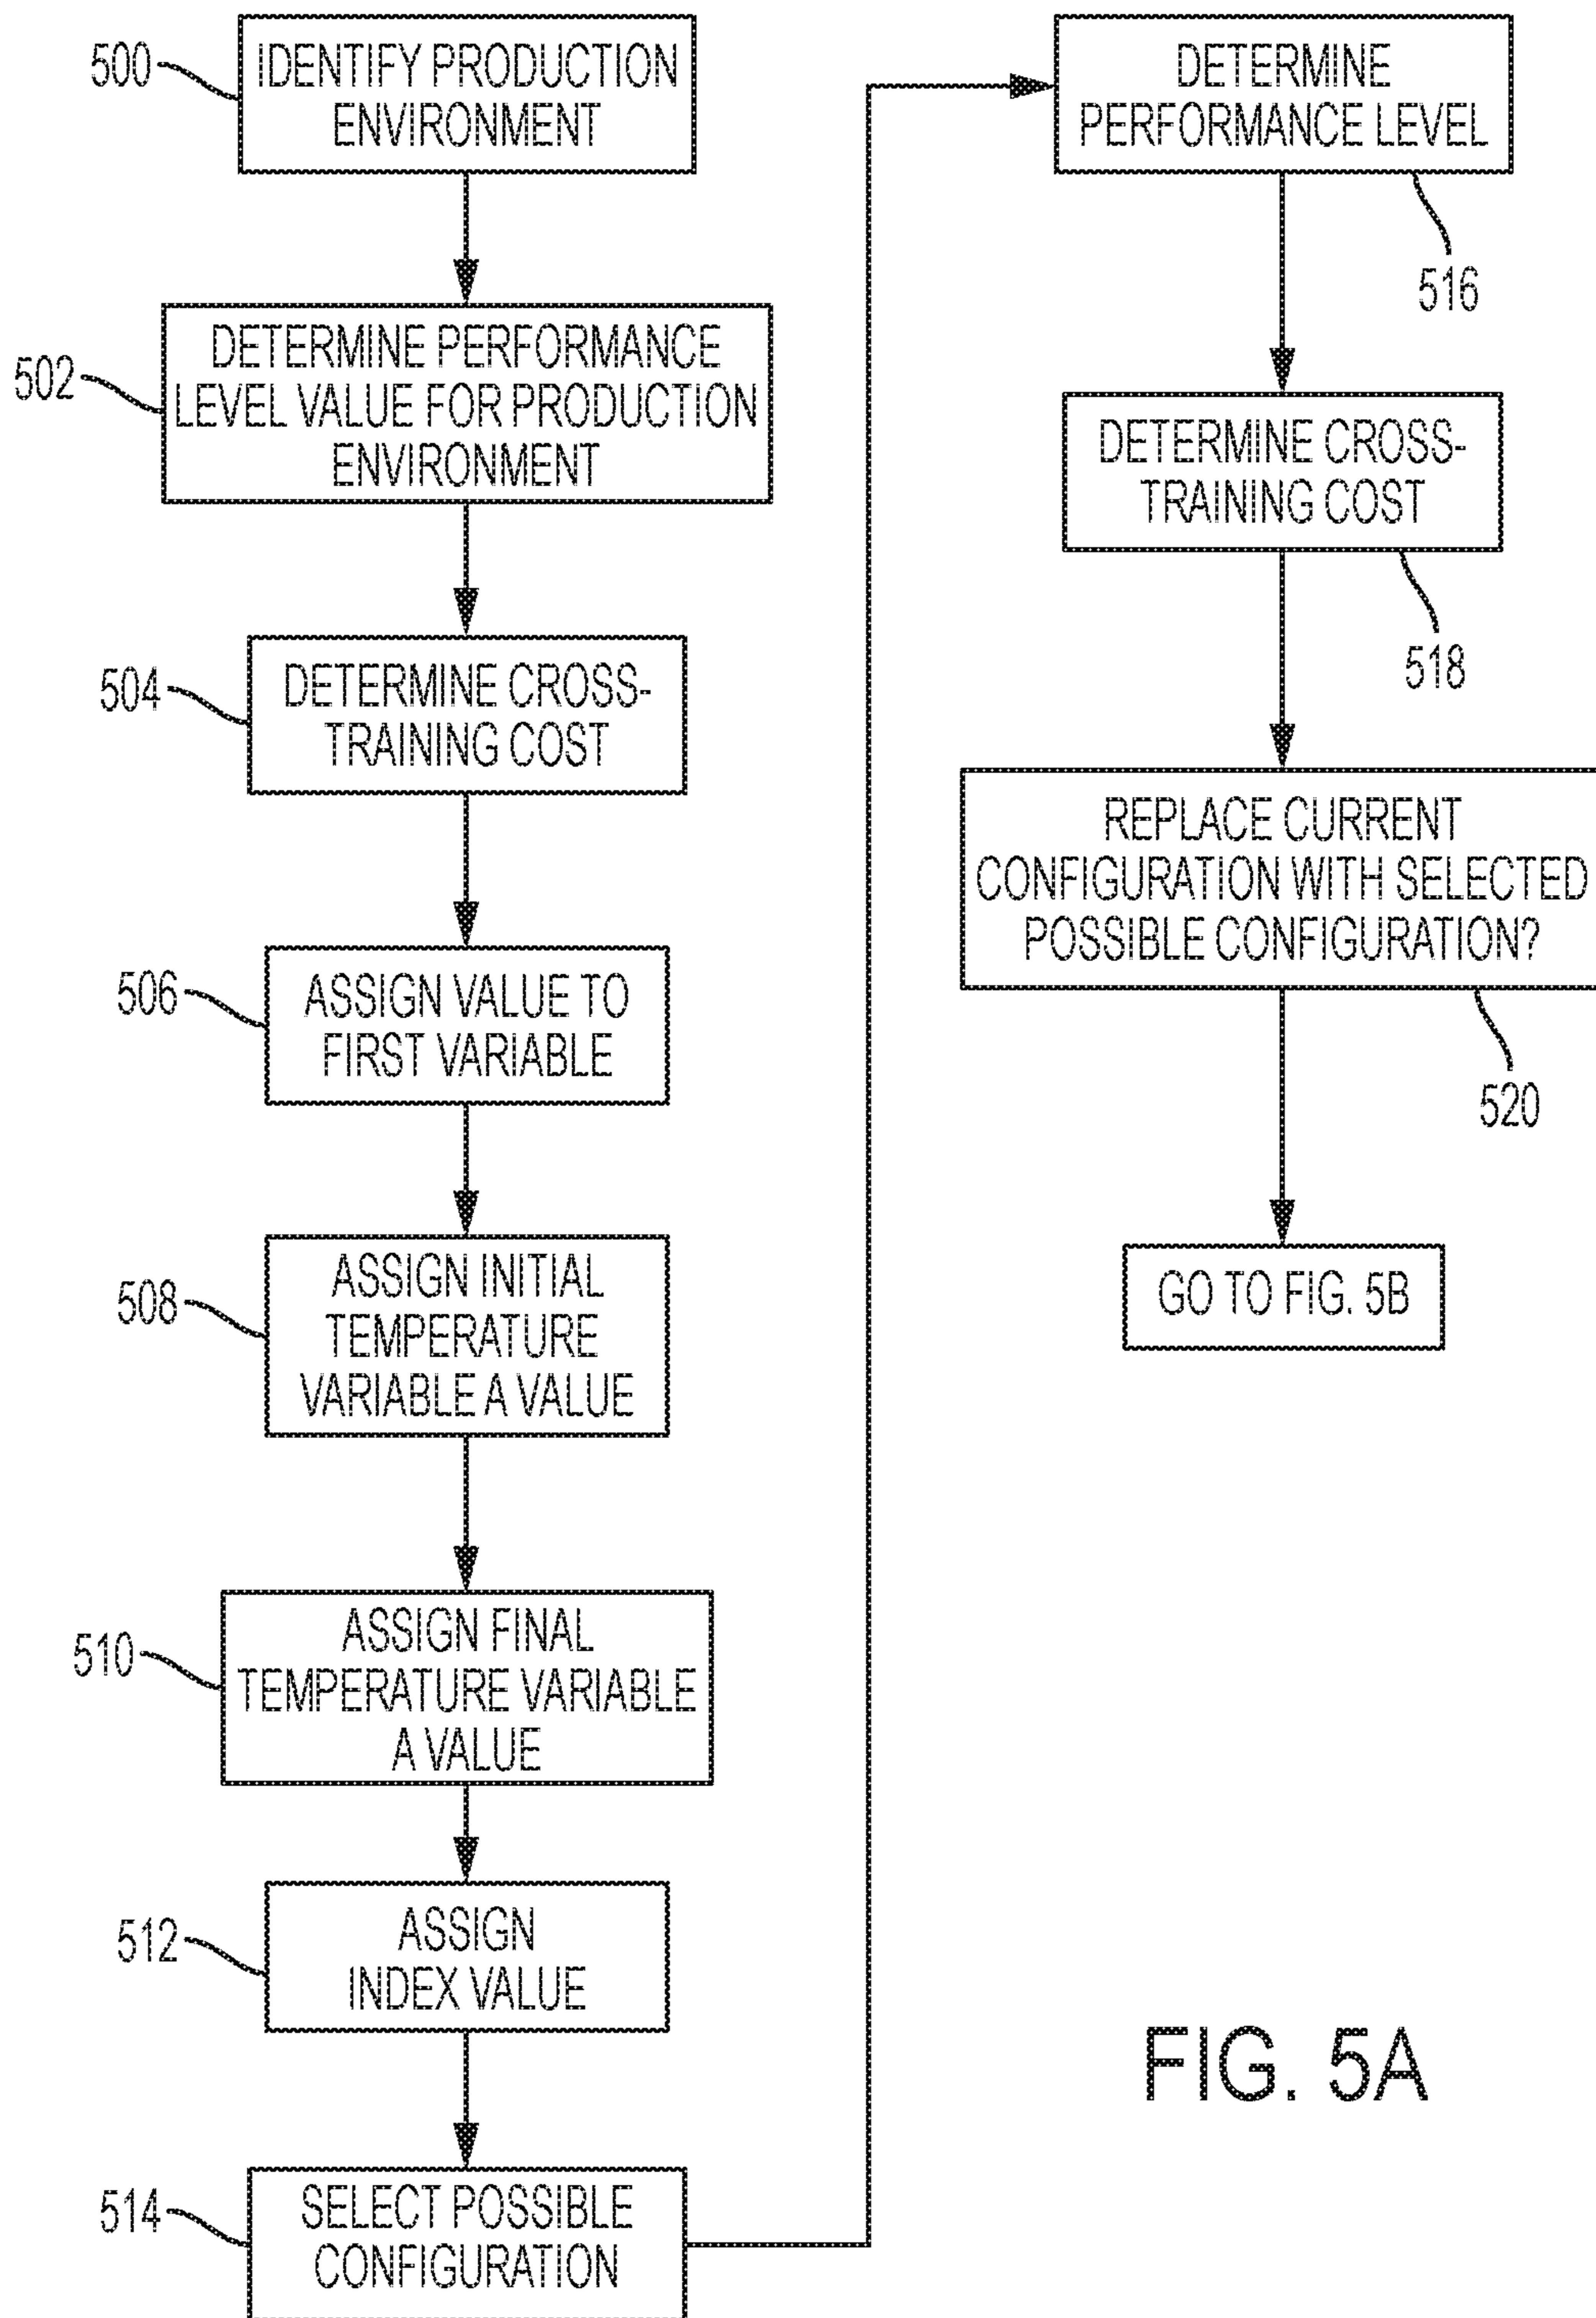 500
IDENTIFY PRODUCTION
ENVIRONMENT
502
DETERMINE PERFORMANCE
LEVEL VALUE FOR PRODUCTION
ENVIRONMENT
504
DETERMINE CROSS-
TRAINING COST
506
ASSIGN VALUE TO
FIRST VARIABLE
508
ASSIGN INITIAL
TEMPERATURE
VARIABLE A VALUE
510
ASSIGN FINAL
TEMPERATURE VARIABLE
A VALUE
512
ASSIGN
INDEX VALUE
514
SELECT POSSIBLE
CONFIGURATION
DETERMINE
PERFORMANCE LEVEL
516
DETERMINE CROSS-
TRAINING COST
518
REPLACE CURRENT
CONFIGURATION WITH SELECTED
POSSIBLE CONFIGURATION?
520
GO TO FIG. 5B
FIG. 5A